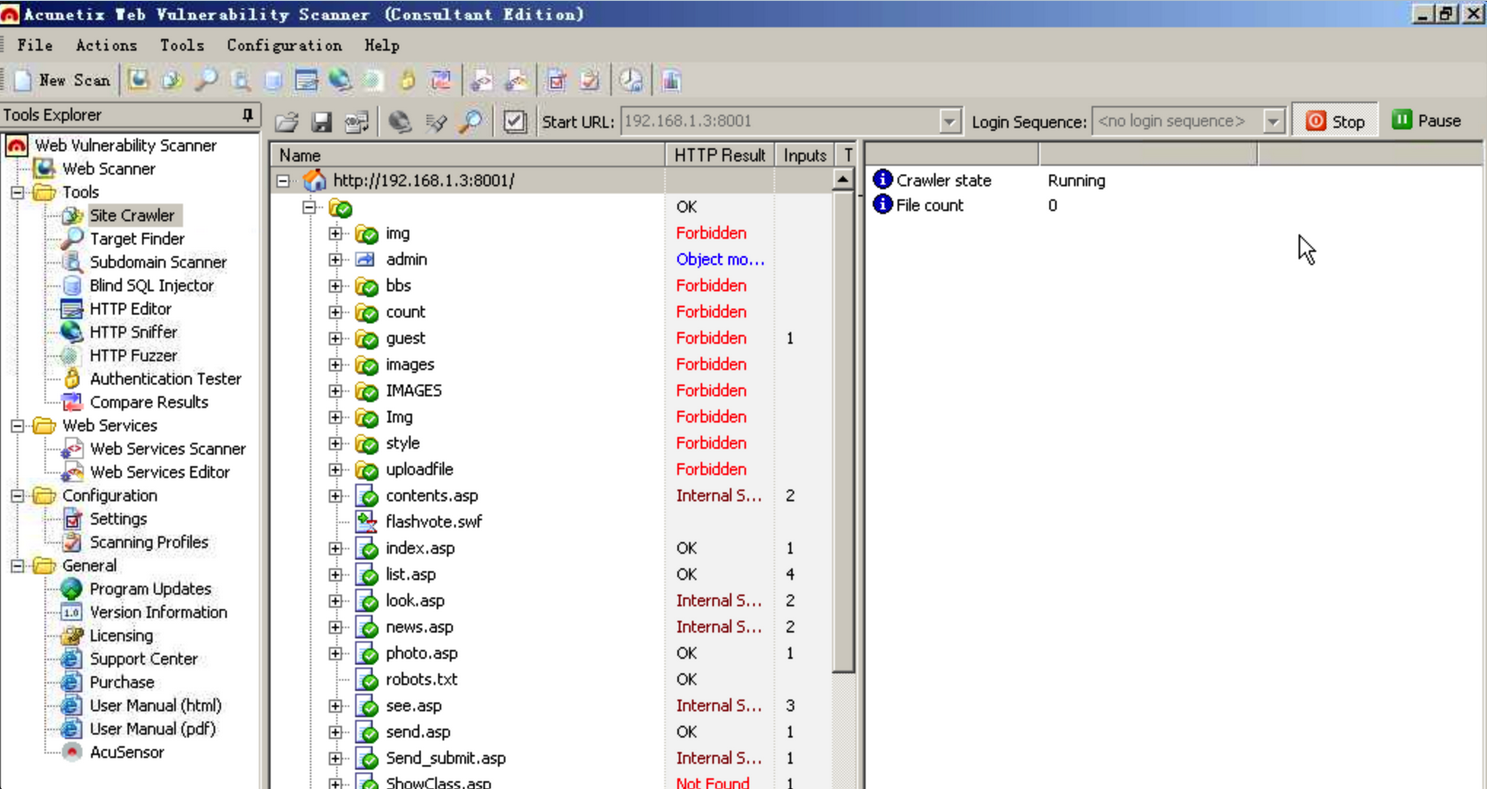 Acunetix Web Vulnerability Scanner (Consultant Edition)
File Actions Tools Configuration Help
New Scan
Tools Explorer
Start URL: 192.168.1.3:8001 Login Sequence: <no login sequence> Stop Pause
Web Vulnerability Scanner
Web Scanner
Tools
Site Crawler
Target Finder
Subdomain Scanner
Blind SQL Injector
HTTP Editor
HTTP Sniffer
HTTP Fuzzer
Authentication Tester
Compare Results
Web Services
Web Services Scanner
Web Services Editor
Configuration
Settings
Scanning Profiles
General
Program Updates
1.0 Version Information
Licensing
Support Center
Purchase
User Manual (html)
User Manual (pdf)
AcuSensor
Name HTTP Result Inputs T
http://192.168.1.3:8001/
OK
img Forbidden
admin Object mo...
bbs Forbidden
count Forbidden
guest Forbidden 1
images Forbidden
IMAGES Forbidden
Img Forbidden
style Forbidden
uploadfile Forbidden
contents.asp Internal S... 2
flashvote.swf
index.asp OK 1
list.asp OK 4
look.asp Internal S... 2
news.asp Internal S... 2
photo.asp OK 1
robots.txt OK
see.asp Internal S... 3
send.asp OK 1
Send_submit.asp Internal S... 1
ShowClass.asp Not Found 1
Crawler state Running
File count 0